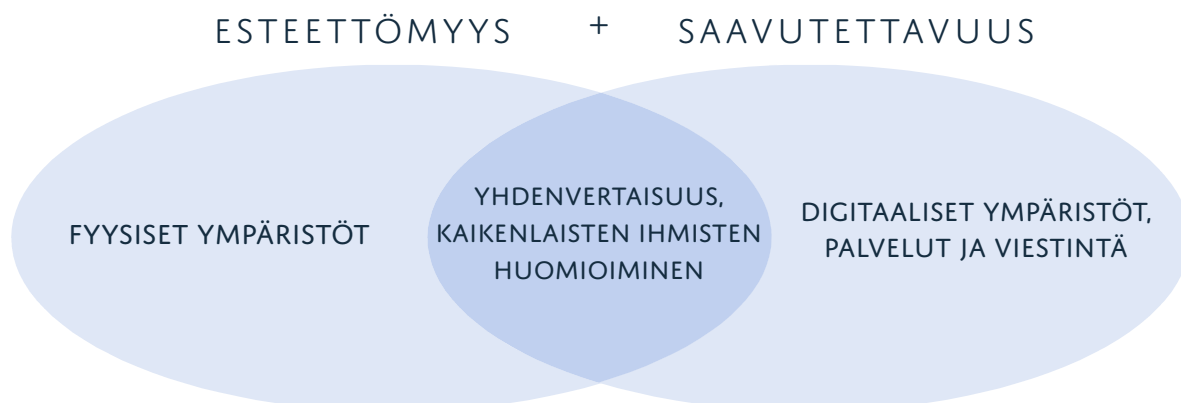 ESTEETTÖMYYS + SAAVUTETTAVUUS
FYYSISET YMPÄRISTÖT
YHDENVERTAISUUS,
KAIKENLAISTEN IHMISTEN
HUOMIOIMINEN
DIGITAALISET YMPÄRISTÖT,
PALVELUT JA VIESTINTÄ